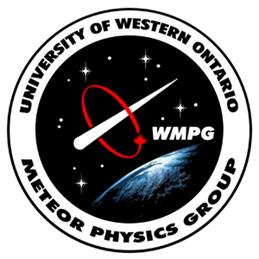 UNIVERSITY OF WESTERN ONTARIO
WMPG
METEOR PHYSICS GROUP